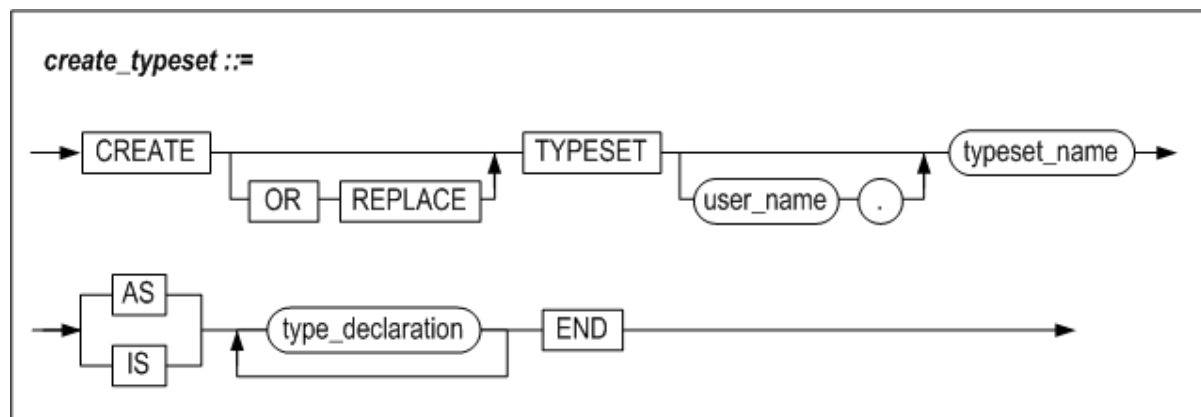 create_typeset ::=
CREATE TYPESET typeset_name
OR REPLACE user_name .
AS
type_declaration END
IS